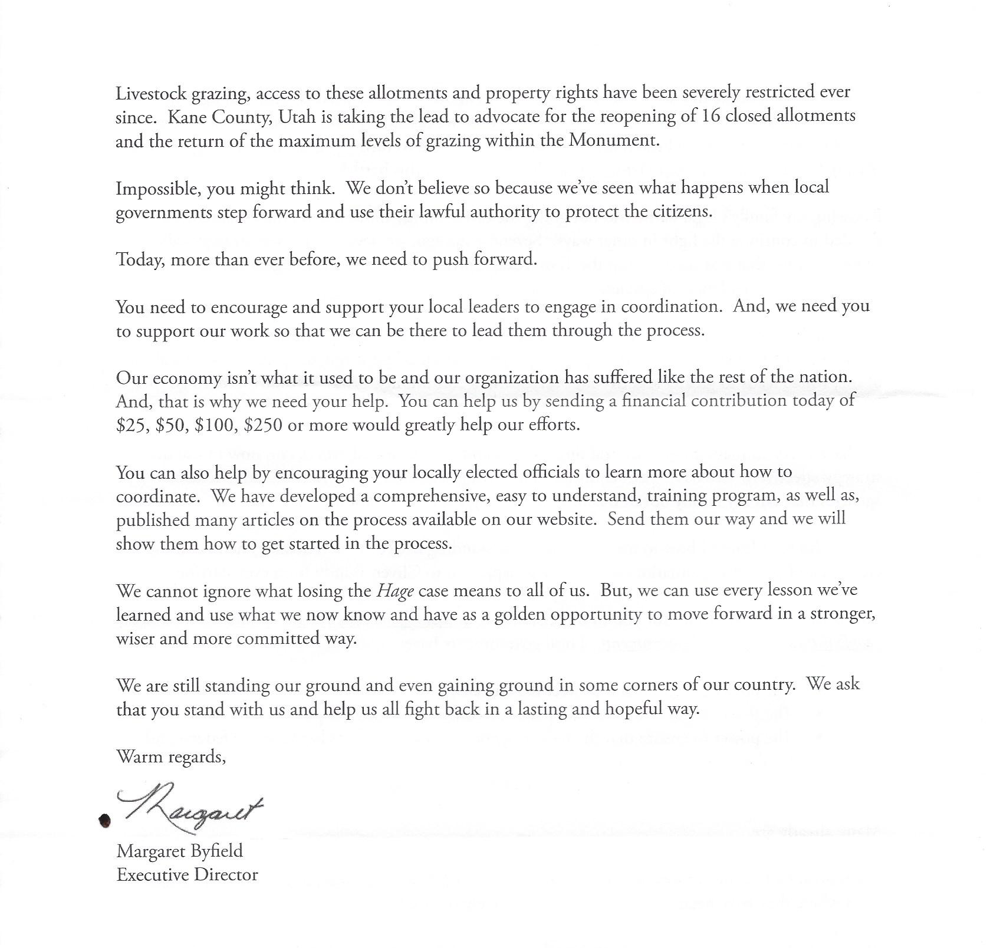 Livestock grazing, access to these allotments and property rights have been severely restricted ever
since.  Kane County, Utah is taking the lead to advocate for the reopening of 16 closed allotments
and the return of the maximum levels of grazing within the Monument.
Impossible, you might think.  We don't believe so because we've seen what happens when local
governments step forward and use their lawful authority to protect the citizens.
Today, more than ever before, we need to push forward.
You need to encourage and support your local leaders to engage in coordination.  And, we need you
to support our work so that we can be there to lead them through the process.
Our economy isn't what it used to be and our organization has suffered like the rest of the nation.
And, that is why we need your help.  You can help us by sending a financial contribution today of
$25, $50, $100, $250 or more would greatly help our efforts.
You can also help by encouraging your locally elected officials to learn more about how to
coordinate.  We have developed a comprehensive, easy to understand, training program, as well as,
published many articles on the process available on our website.  Send them our way and we will
show them how to get started in the process.
We cannot ignore what losing the Hage case means to all of us.  But, we can use every lesson we've
learned and use what we now know and have as a golden opportunity to move forward in a stronger,
wiser and more committed way.
We are still standing our ground and even gaining ground in some corners of our country.  We ask
that you stand with us and help us all fight back in a lasting and hopeful way.
Warm regards,
Margaret
Margaret Byfield
Executive Director